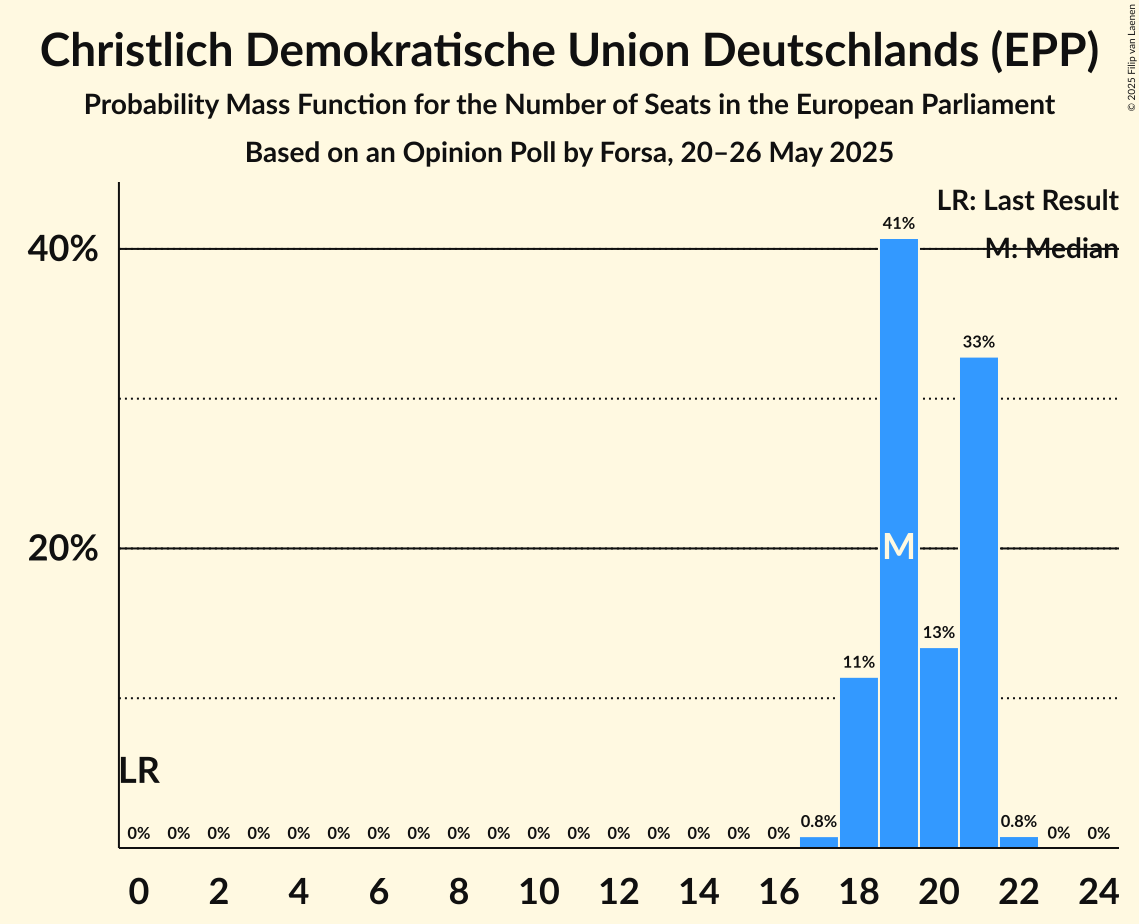 Christlich Demokratische Union Deutschlands (EPP)
Probability Mass Function for the Number of Seats in the European Parliament
Based on an Opinion Poll by Forsa, 20–26 May 2025
© 2025 Filip van Laenen
LR: Last Result
M: Median
40%
20%
41%
33%
M
13%
11%
LR
0% 0% 0% 0% 0% 0% 0% 0% 0% 0% 0% 0% 0% 0% 0% 0% 0% 0.8% 0.8% 0% 0%
0 2 4 6 8 10 12 14 16 18 20 22 24